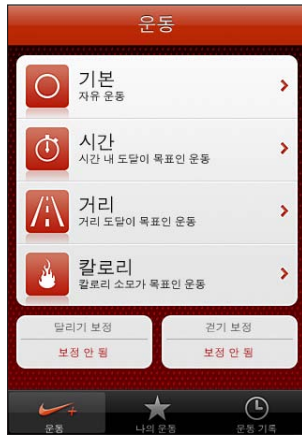 운동
기본
자유 운동
시간
시간 내 도달이 목표인 운동
거리
거리 도달이 목표인 운동
칼로리
칼로리 소모가 목표인 운동
달리기 보정
보정 안 됨
걷기 보정
보정 안 됨
운동
나의 운동
운동 기록